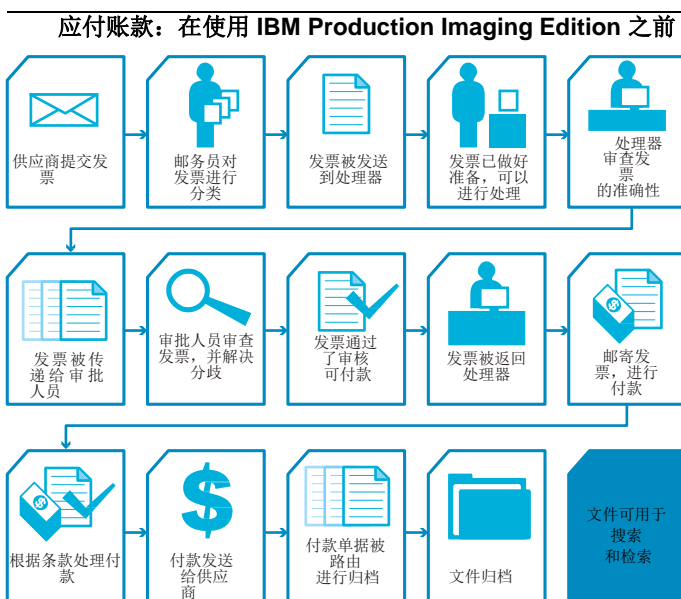 应付账款：在使用 IBM Production Imaging Edition 之前
供应商提交发
票
邮务员对
发票进行
分类
发票被发送
到处理器
发票已做好
准备，可以
进行处理
处理器
审查发
票
的准确性
发票被传
递给审批
人员
审批人员审查
发票，并解决
分歧
发票通过
了审核
可付款
发票被返回
处理器
邮寄发
票，进行
付款
根据条款处理付
款
付款发送
给供应
商
付款单据被
路由
进行归档
文件归档
文件可用于
搜索
和检索